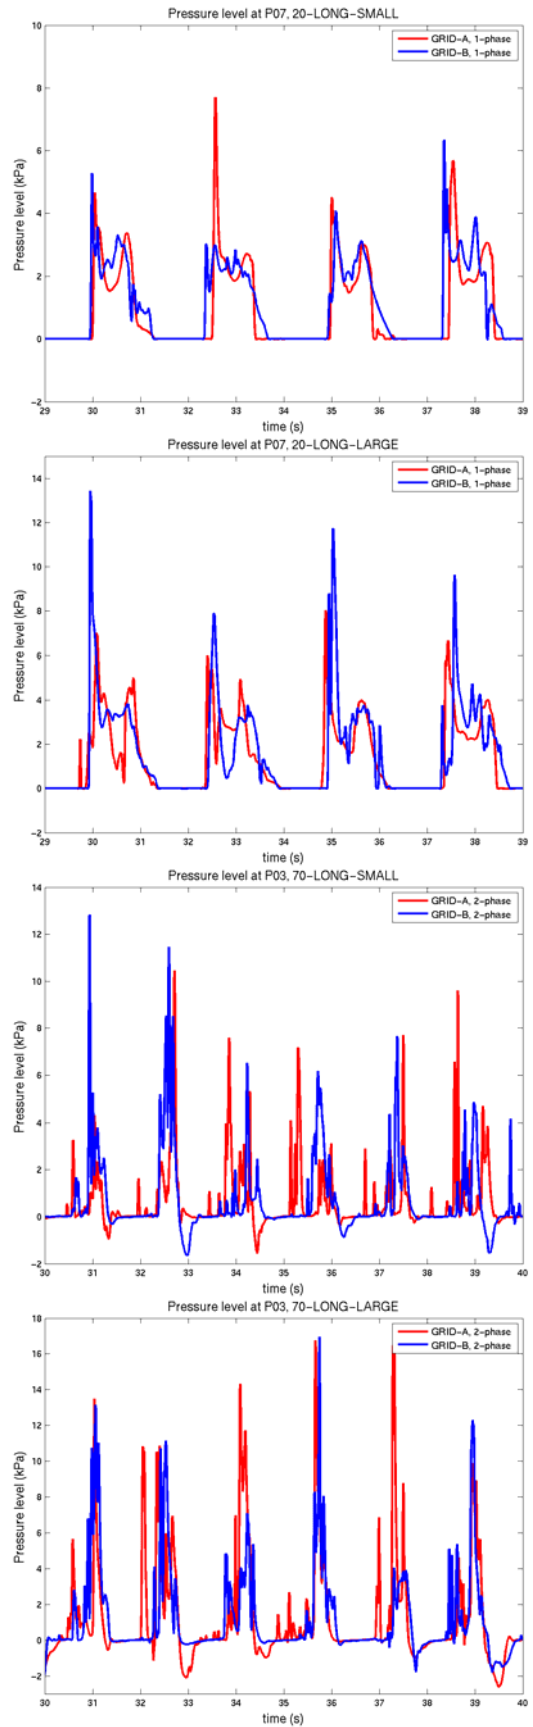 Pressure level at P07, 20-LONG-SMALL
10
8
6
4
2
0
-2
Pressure level (kPa)
GRID-A, 1-phase
GRID-B, 1-phase
29 30 31 32 33 34 35 36 37 38 39
time (s)
Pressure level at P07, 20-LONG-LARGE
14
12
10
8
6
4
2
0
-2
Pressure level (kPa)
GRID-A, 1-phase
GRID-B, 1-phase
29 30 31 32 33 34 35 36 37 38 39
time (s)
Pressure level at P03, 70-LONG-SMALL
14
12
10
8
6
4
2
0
-2
Pressure level (kPa)
GRID-A, 2-phase
GRID-B, 2-phase
30 31 32 33 34 35 36 37 38 39 40
time (s)
Pressure level at P03, 70-LONG-LARGE
18
16
14
12
10
8
6
4
2
0
-2
Pressure level (kPa)
GRID-A, 2-phase
GRID-B, 2-phase
30 31 32 33 34 35 36 37 38 39 40
time (s)